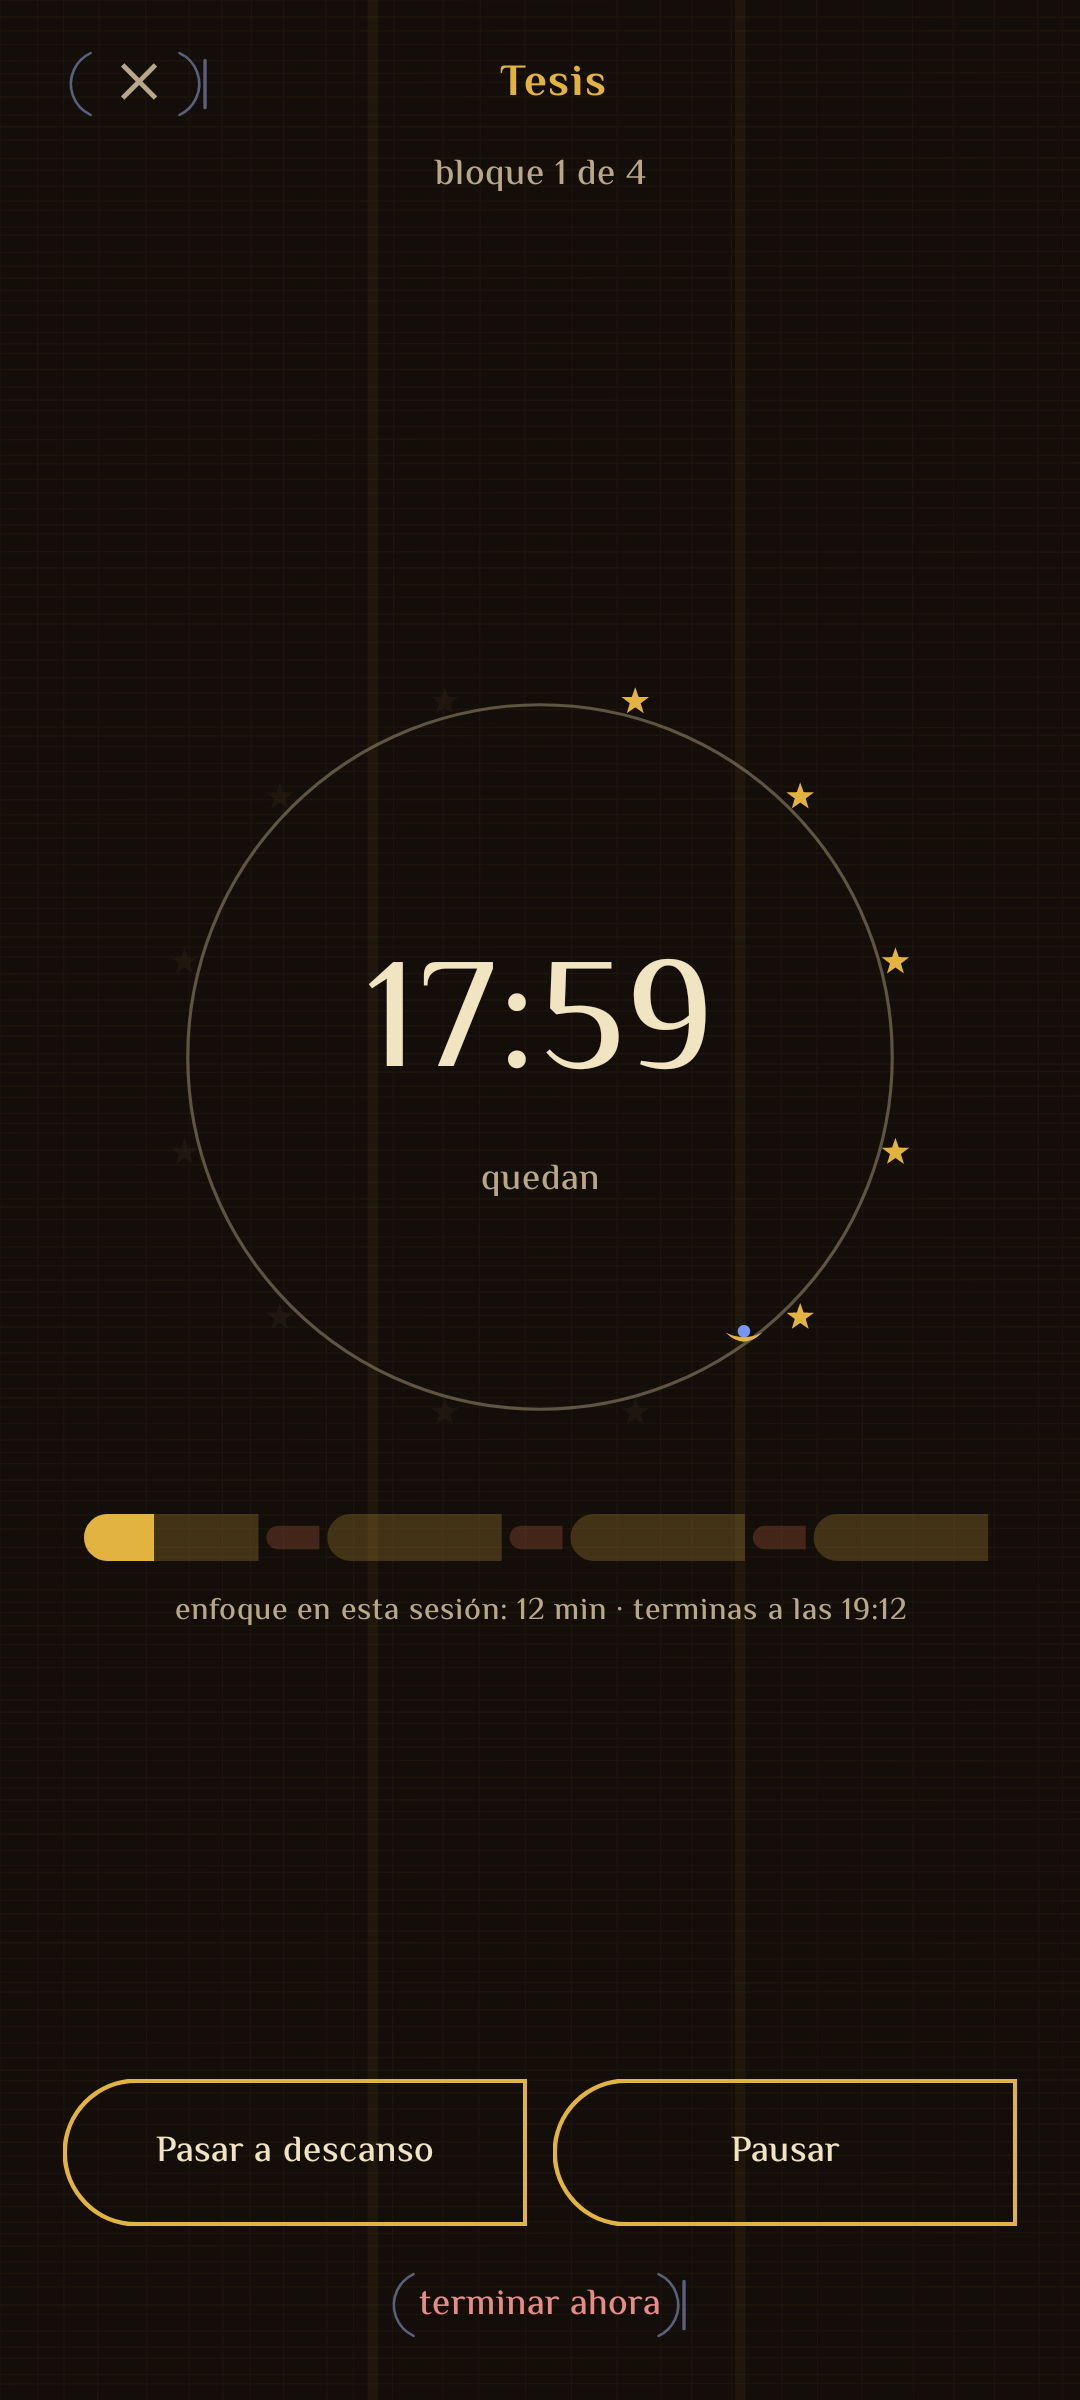 Tesis
bloque 1 de 4
17:59
quedan
enfoque en esta sesión: 12 min · terminas a las 19:12
Pasar a descanso
Pausar
terminar ahora